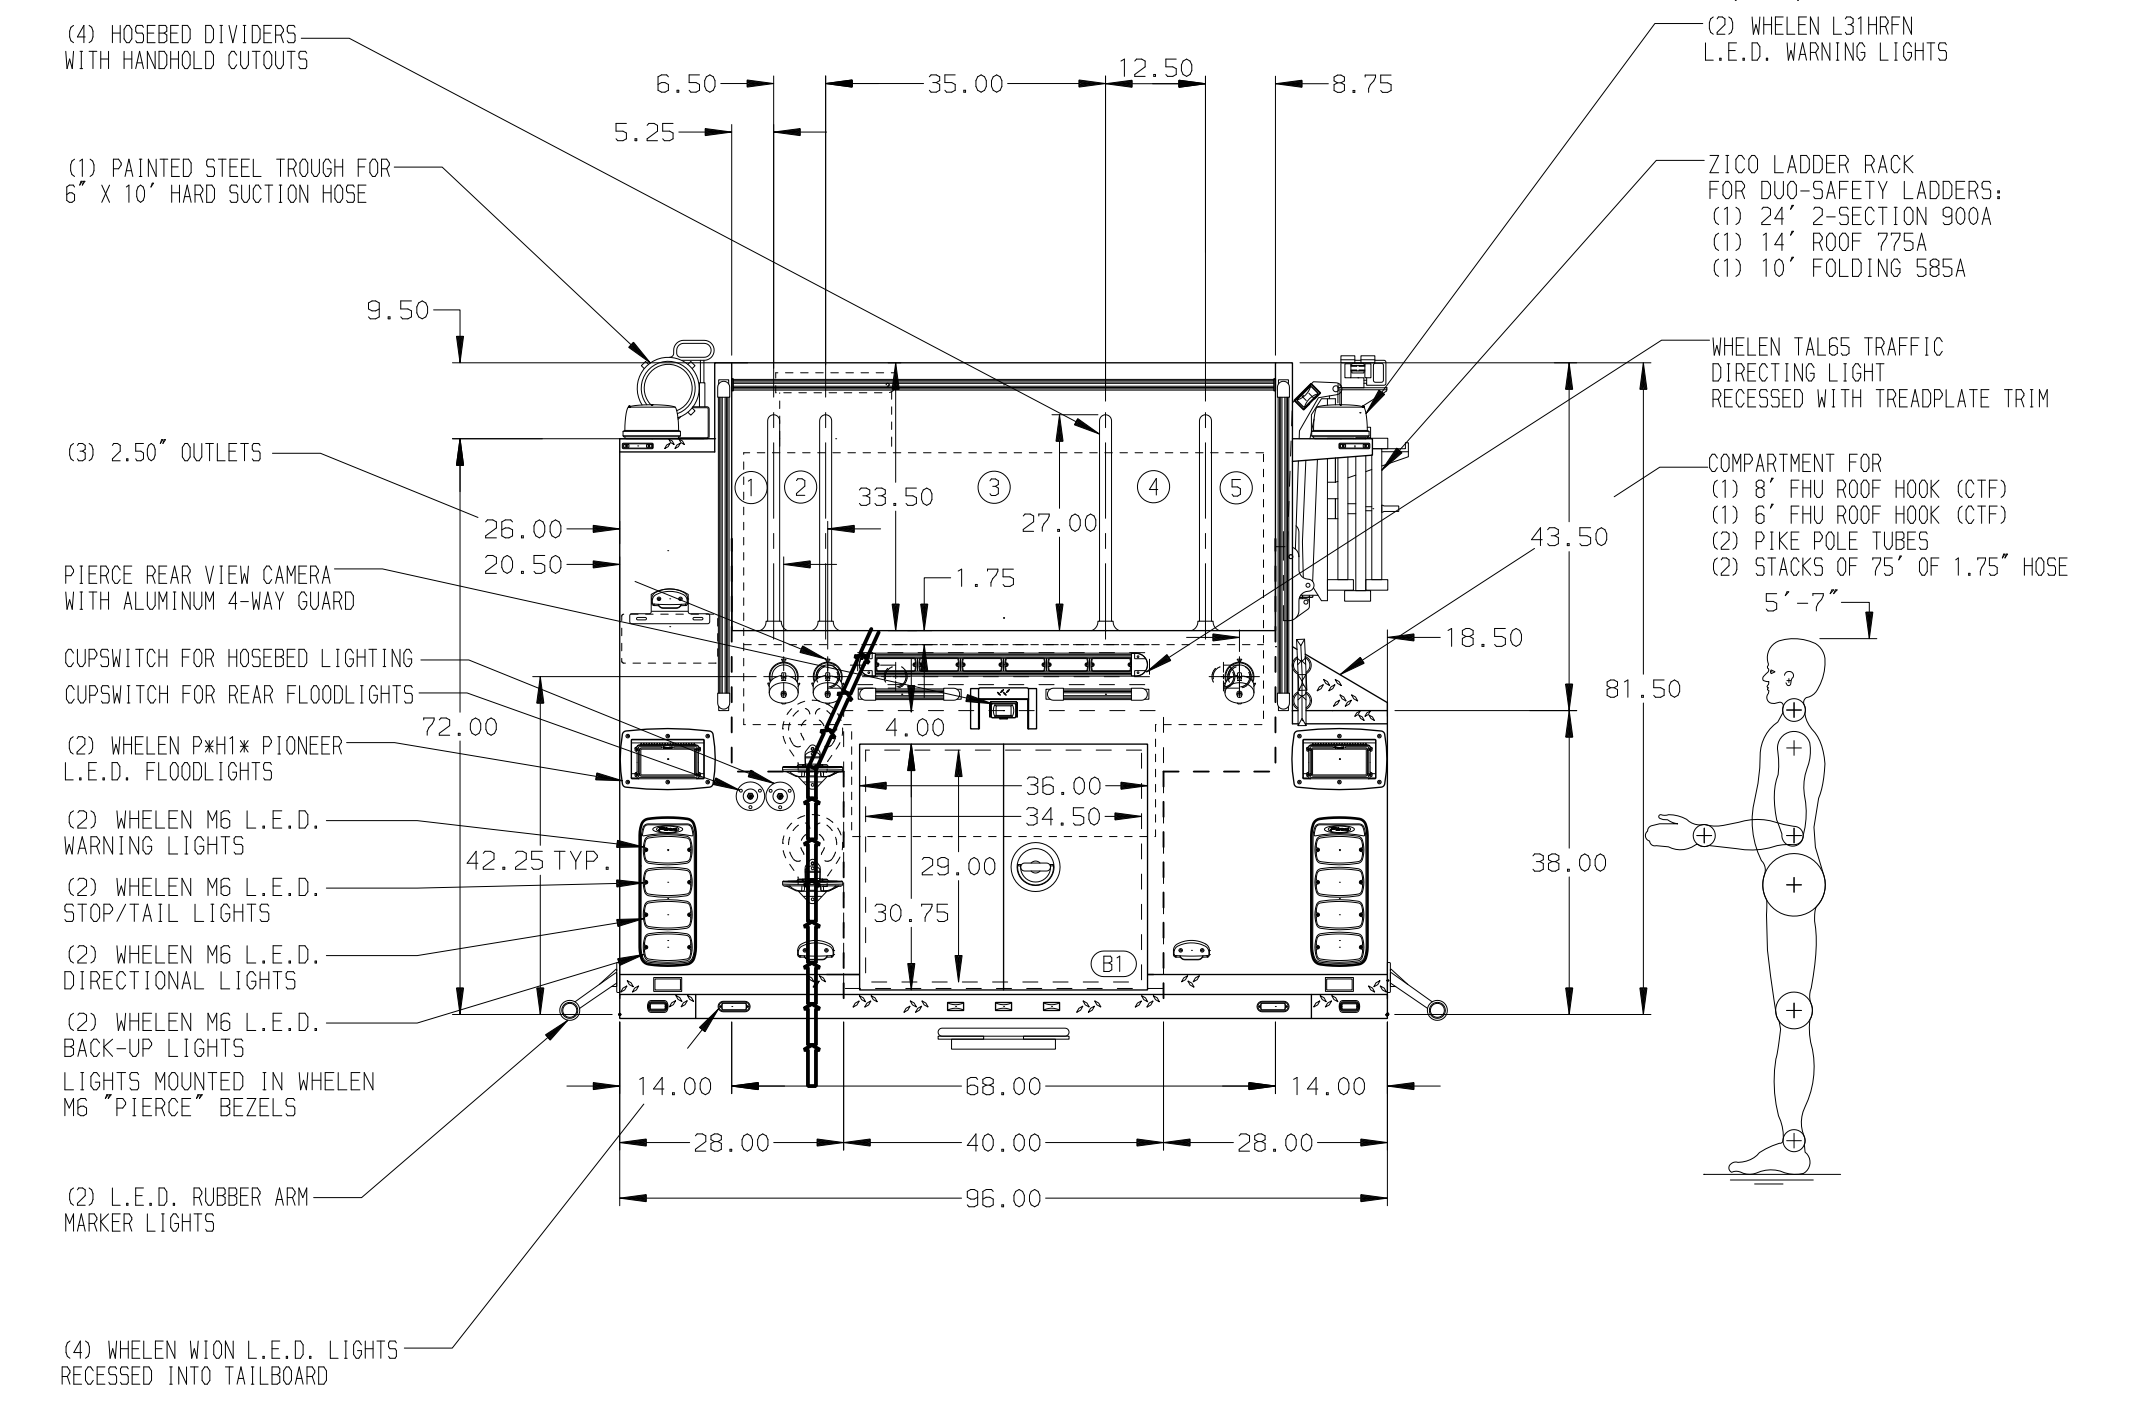 (4) HOSEBED DIVIDERS
WITH HANDHOLD CUTOUTS
(1) PAINTED STEEL TROUGH FOR
6" X 10' HARD SUCTION HOSE
(3) 2.50" OUTLETS
PIERCE REAR VIEW CAMERA
WITH ALUMINUM 4-WAY GUARD
CUPSWITCH FOR HOSEBED LIGHTING
CUPSWITCH FOR REAR FLOODLIGHTS
(2) WHELEN P*H1* PIONEER
L.E.D. FLOODLIGHTS
(2) WHELEN M6 L.E.D.
WARNING LIGHTS
(2) WHELEN M6 L.E.D.
STOP/TAIL LIGHTS
(2) WHELEN M6 L.E.D.
DIRECTIONAL LIGHTS
(2) WHELEN M6 L.E.D.
BACK-UP LIGHTS
LIGHTS MOUNTED IN WHELEN
M6 "PIERCE" BEZELS
(2) L.E.D. RUBBER ARM
MARKER LIGHTS
(4) WHELEN WION L.E.D. LIGHTS
RECESSED INTO TAILBOARD
6.50
35.00
12.50
8.75
5.25
9.50
1
2
3
4
5
33.50
27.00
26.00
20.50
1.75
43.50
18.50
81.50
72.00
4.00
36.00
34.50
42.25 TYP.
29.00
38.00
30.75
B1
14.00
68.00
14.00
28.00
40.00
28.00
96.00
(2) WHELEN L31HRFN
L.E.D. WARNING LIGHTS
ZICO LADDER RACK
FOR DUO-SAFETY LADDERS:
(1) 24' 2-SECTION 900A
(1) 14' ROOF 775A
(1) 10' FOLDING 585A
WHELEN TAL65 TRAFFIC
DIRECTING LIGHT
RECESSED WITH TREADPLATE TRIM
COMPARTMENT FOR
(1) 8' FHU ROOF HOOK (CTF)
(1) 6' FHU ROOF HOOK (CTF)
(2) PIKE POLE TUBES
(2) STACKS OF 75' OF 1.75" HOSE
5'-7"